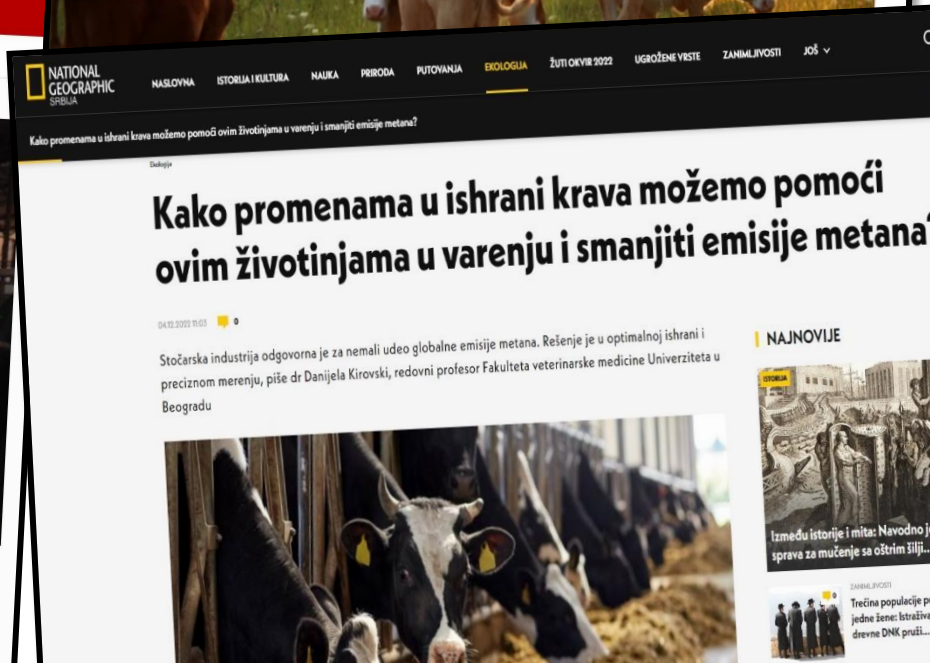 NATIONAL
GEOGRAPHIC
SRBIJA
NASLOVNA
ISTORIJA I KULTURA
NAUKA
PRIRODA
PUTOVANJA
EKOLOGIJA
ŽUTI OKVIR 2022
UGROŽENE VRSTE
ZANIMLJIVOSTI
JOŠ
Kako promenama u ishrani krava možemo pomoći ovim životinjama u varenju i smanjiti emisije metana?
Ekologija
Kako promenama u ishrani krava možemo pomoći
ovim životinjama u varenju i smanjiti emisije metana?
04.12.2022 11:03
0
Stočarska industrija odgovorna je za nemali udeo globalne emisije metana. Rešenje je u optimalnoj ishrani i
preciznom merenju, piše dr Danijela Kirovski, redovni profesor Fakulteta veterinarske medicine Univerziteta u
Beogradu
NAJNOVIJE
ISTORIJA
Između istorije i mita: Navodno
sprava za mučenje sa oštrim šilji...
ZANIMLJIVOSTI
Trećina populacije
jedne žene:
drevne DNK pruži...